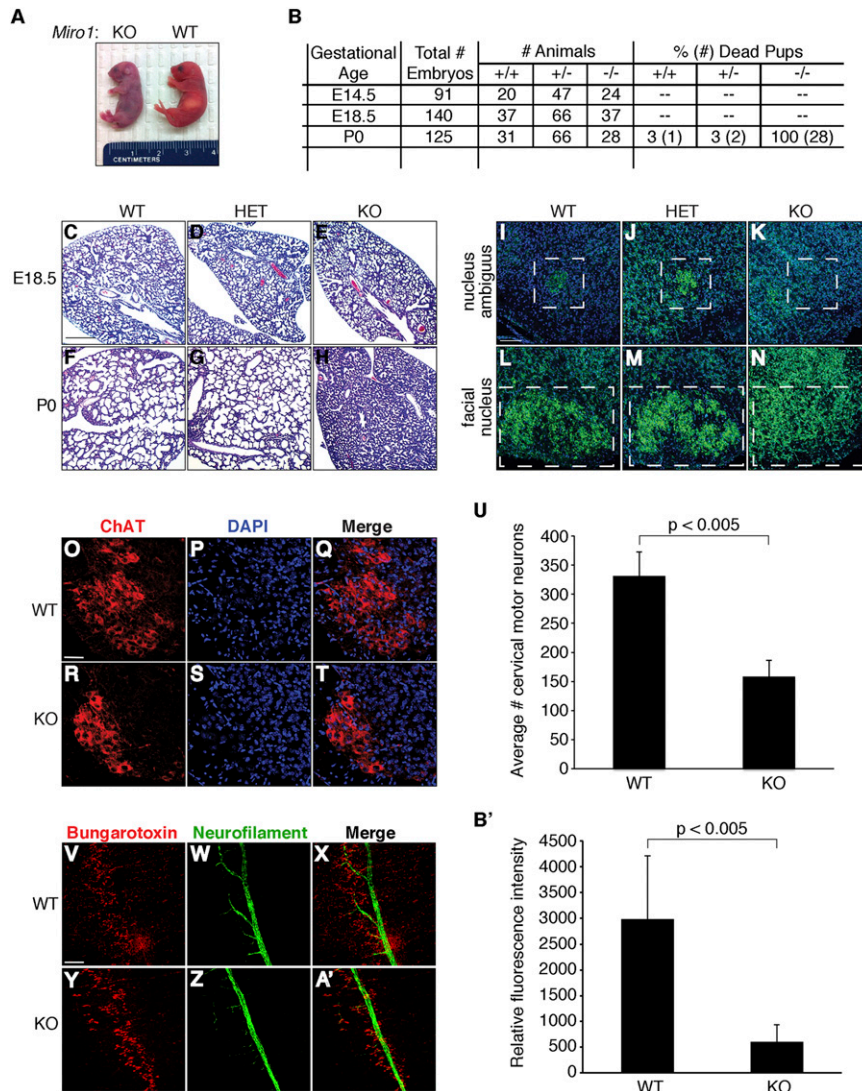 A
Miro1: KO WT
CENTIMETERS 1 2 3 4
B
Gestational Age Total # Embryos # Animals % (#) Dead Pups
+/+ +/- -/- +/+ +/- -/-
E14.5 91 20 47 24 -- -- --
E18.5 140 37 66 37 -- -- --
P0 125 31 66 28 3 (1) 3 (2) 100 (28)
WT HET KO
E18.5
C D E
P0
F G H
WT HET KO
nucleus ambiguus
I J K
facial nucleus
L M N
ChAT DAPI Merge
WT
O P Q
KO
R S T
U
p < 0.005
Average # cervical motor neurons
400
350
300
250
200
150
100
50
0
WT KO
Bungarotoxin Neurofilament Merge
WT
V W X
KO
Y Z A'
B'
p < 0.005
Relative fluorescence intensity
4500
4000
3500
3000
2500
2000
1500
1000
500
0
WT KO